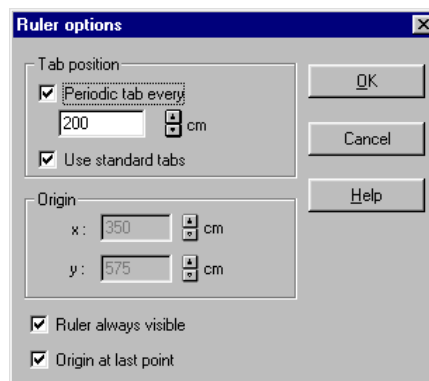 Ruler options
Tab position
Periodic tab every
200 cm
Use standard tabs
Origin
x: 350 cm
y: 575 cm
Ruler always visible
Origin at last point
OK
Cancel
Help